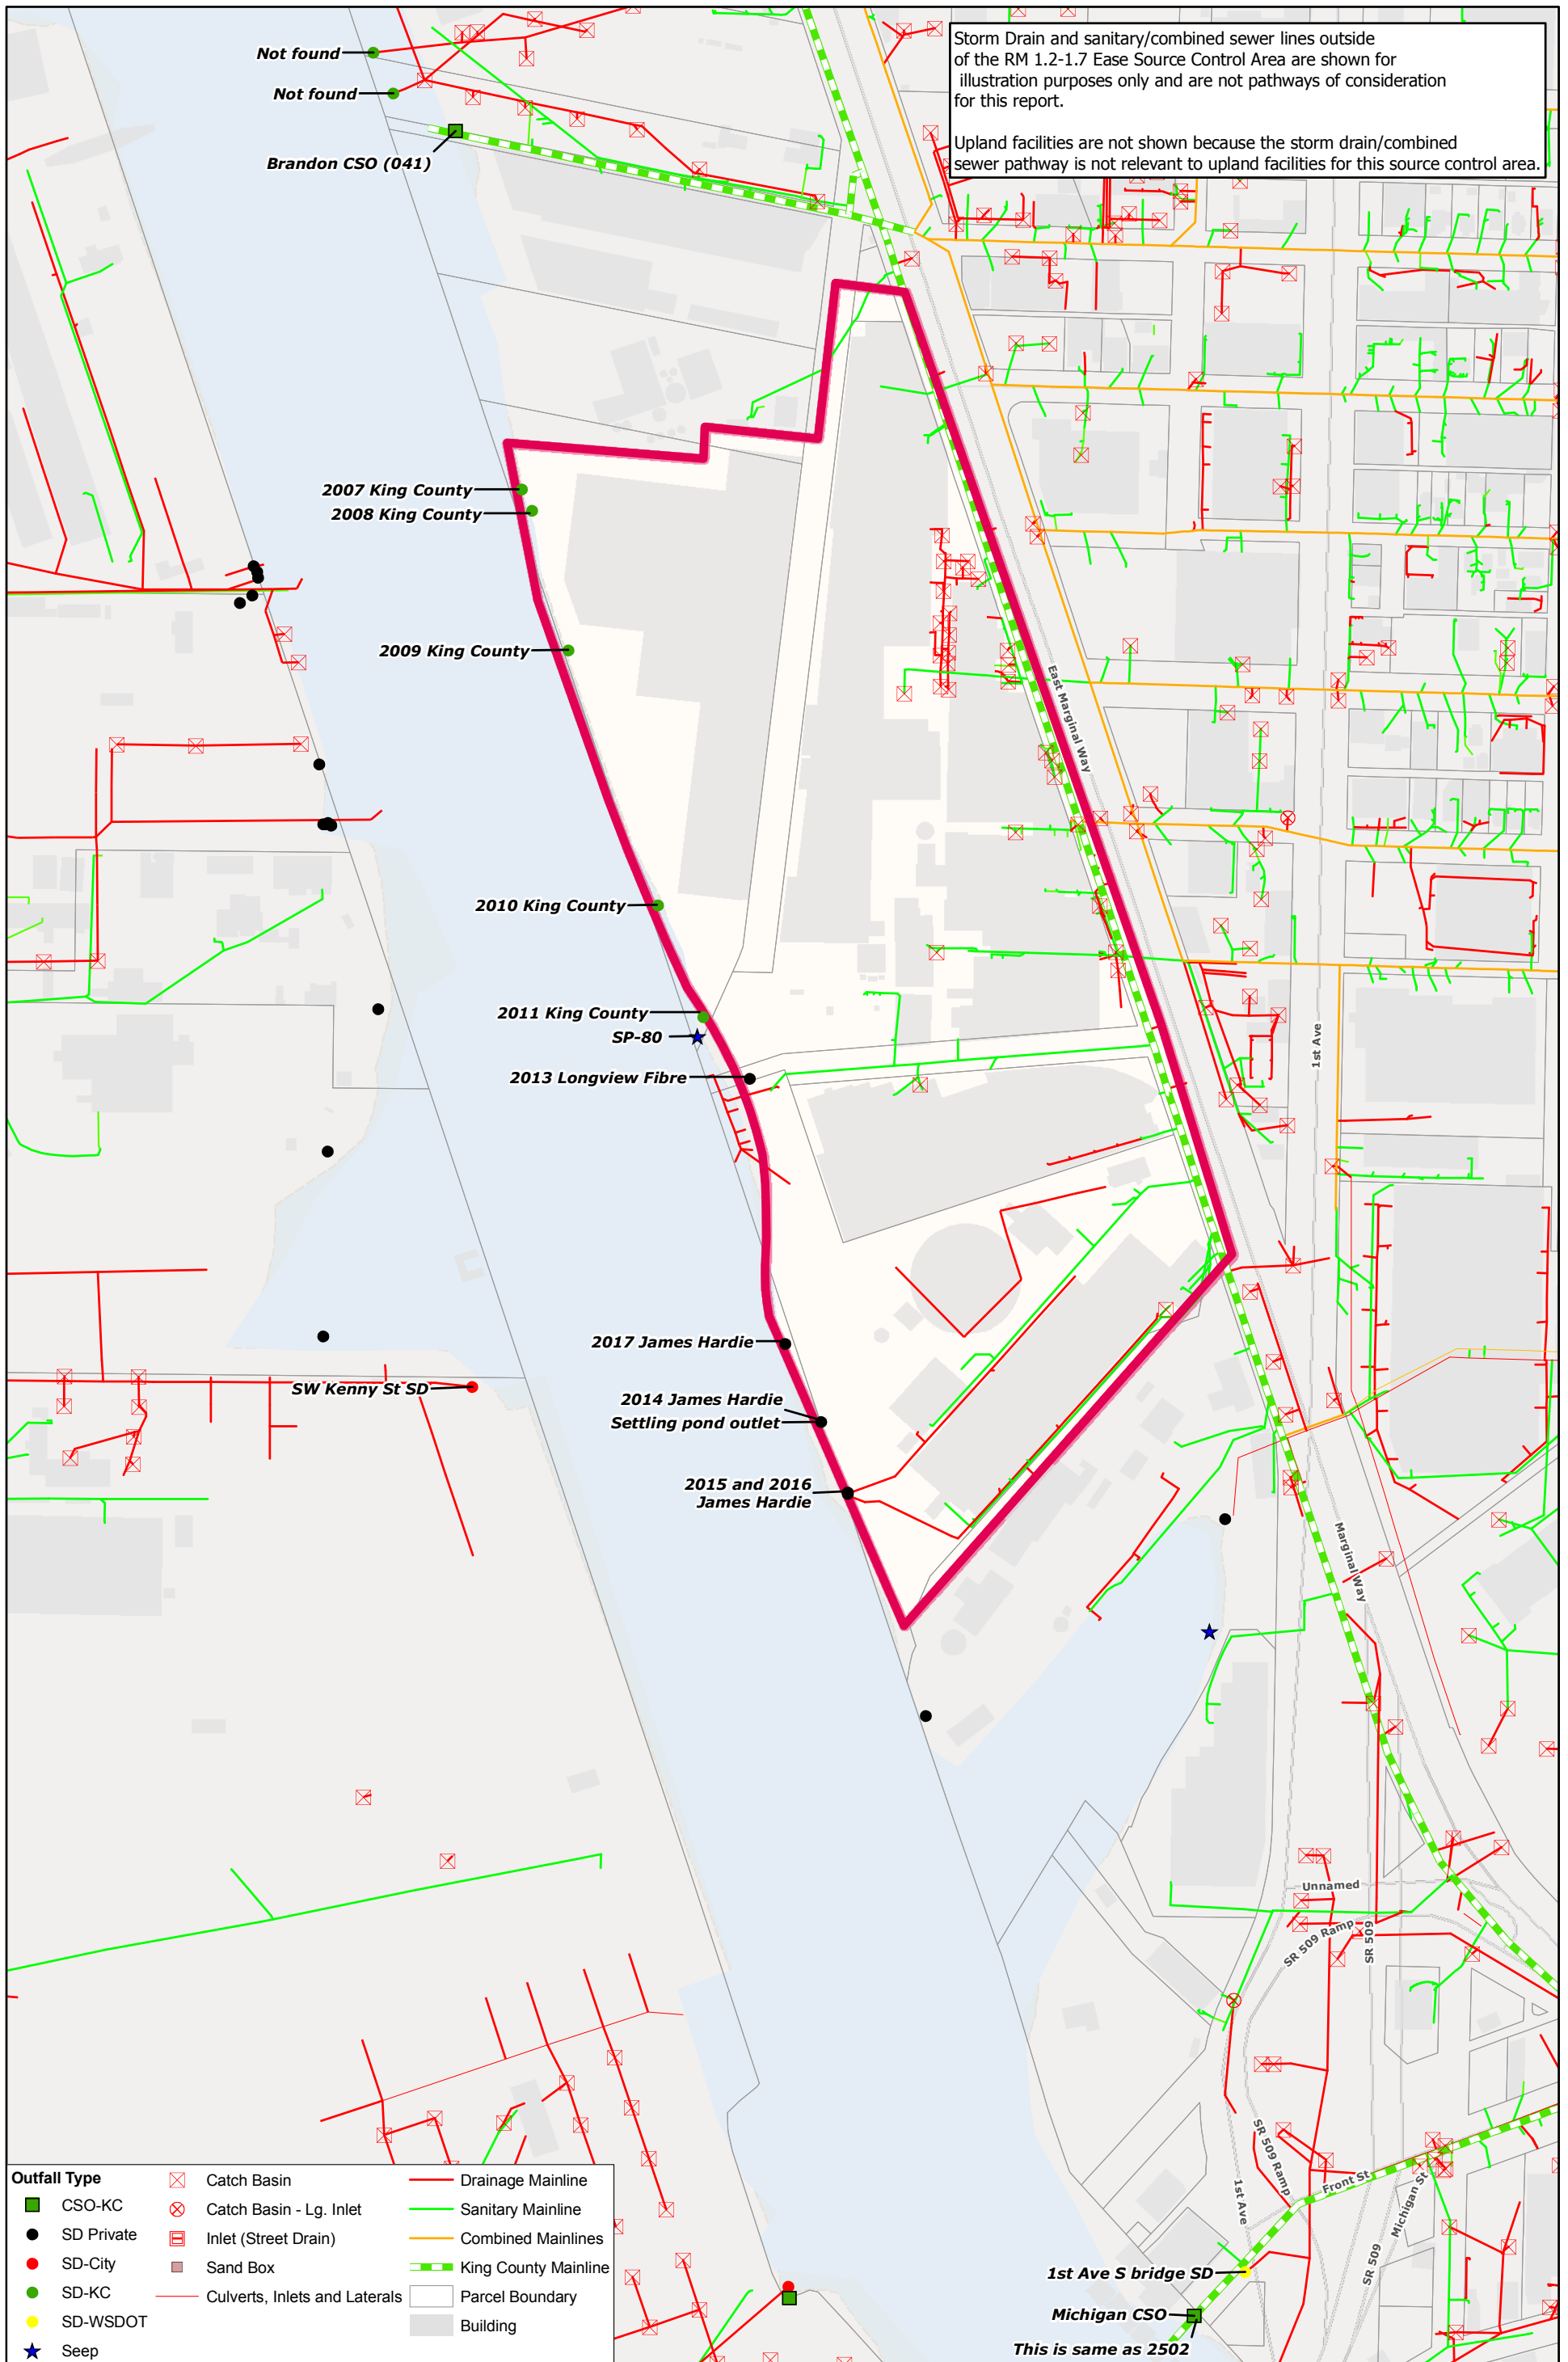 Storm Drain and sanitary/combined sewer lines outside
of the RM 1.2-1.7 Ease Source Control Area are shown for
illustration purposes only and are not pathways of consideration
for this report.
Upland facilities are not shown because the storm drain/combined
sewer pathway is not relevant to upland facilities for this source control area.
Not found
Not found
Brandon CSO (041)
2007 King County
2008 King County
2009 King County
East Marginal Way
2010 King County
2011 King County
SP-80
1st Ave
2013 Longview Fibre
2017 James Hardie
SW Kenny St SD
2014 James Hardie
Settling pond outlet
2015 and 2016
James Hardie
Marginal Way
Unnamed
SR 509 Ramp
SR 509
SR 509 Ramp
Front St
Michigan St
1st Ave
SR 509
1st Ave S bridge SD
Michigan CSO
This is same as 2502
Outfall Type
CSO-KC
SD Private
SD-City
SD-KC
SD-WSDOT
Seep
Catch Basin
Catch Basin - Lg. Inlet
Inlet (Street Drain)
Sand Box
Culverts, Inlets and Laterals
Drainage Mainline
Sanitary Mainline
Combined Mainlines
King County Mainline
Parcel Boundary
Building